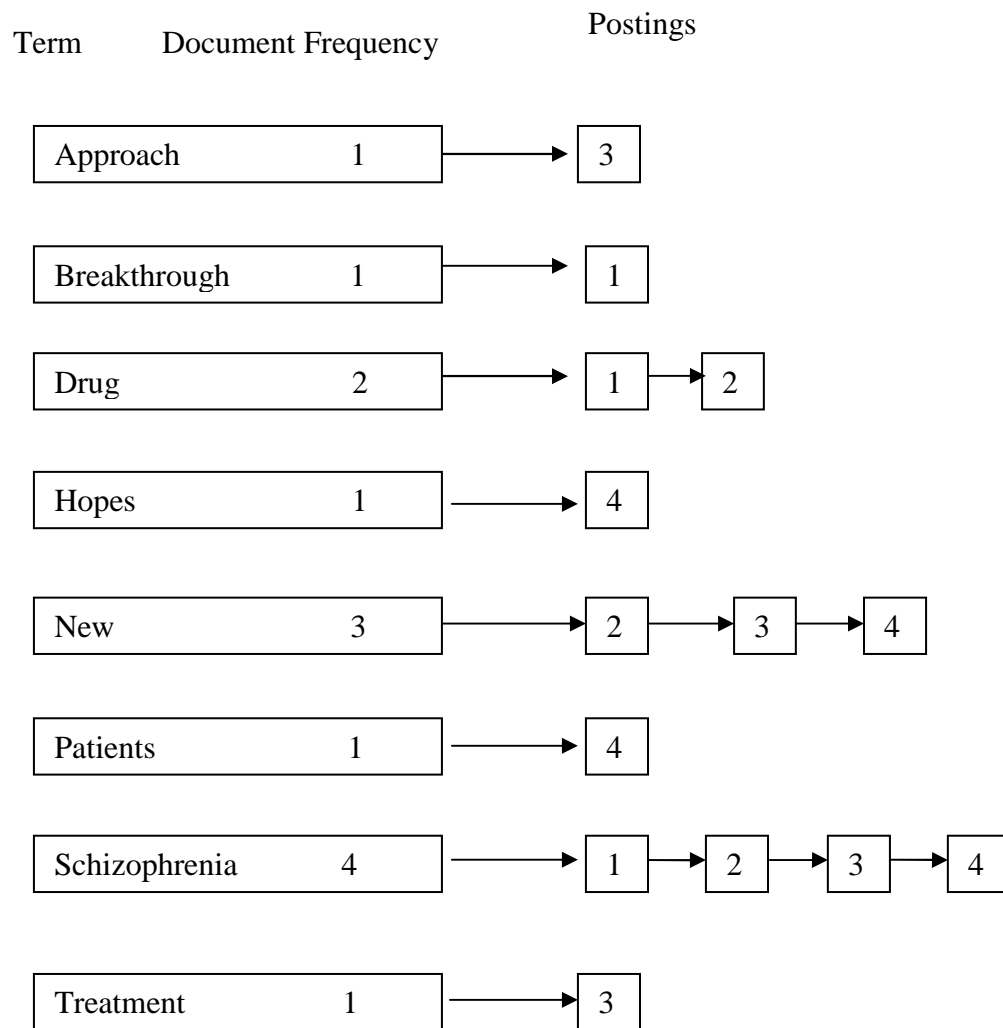 Term Document Frequency Postings
Approach 1 3
Breakthrough 1 1
Drug 2 1 2
Hopes 1 4
New 3 2 3 4
Patients 1 4
Schizophrenia 4 1 2 3 4
Treatment 1 3